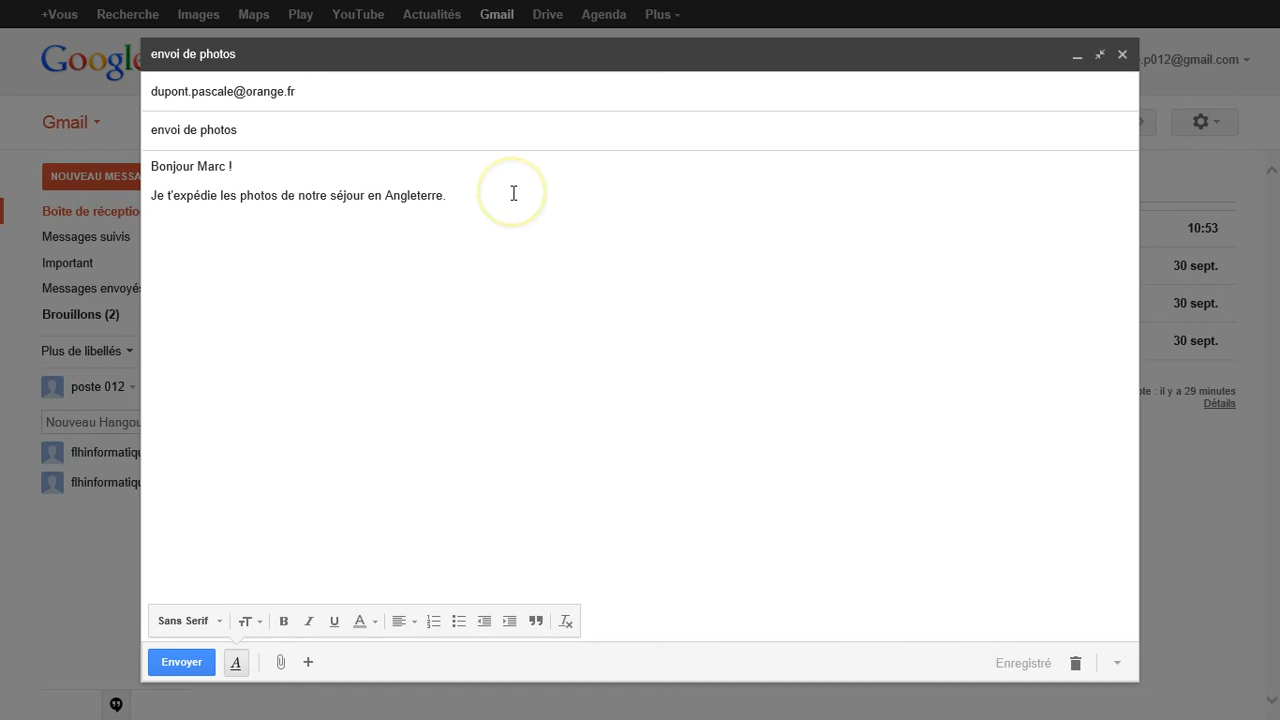 +Vous Recherche Images Maps Play YouTube Actualités Gmail Drive Agenda Plus
envoi de photos
Google
.p012@gmail.com
dupont.pascale@orange.fr
Gmail
envoi de photos
Bonjour Marc !
NOUVEAU MESSA
Je t'expédie les photos de notre séjour en Angleterre.
Boîte de réceptio
10:53
Messages suivis
Important
30 sept.
Messages envoyés
30 sept.
Brouillons (2)
30 sept.
Plus de libellés
poste 012
pte : il y a 29 minutes
Détails
Nouveau Hangou
flhinformatiqu
flhinformatiqu
Sans Serif
Envoyer
Enregistré